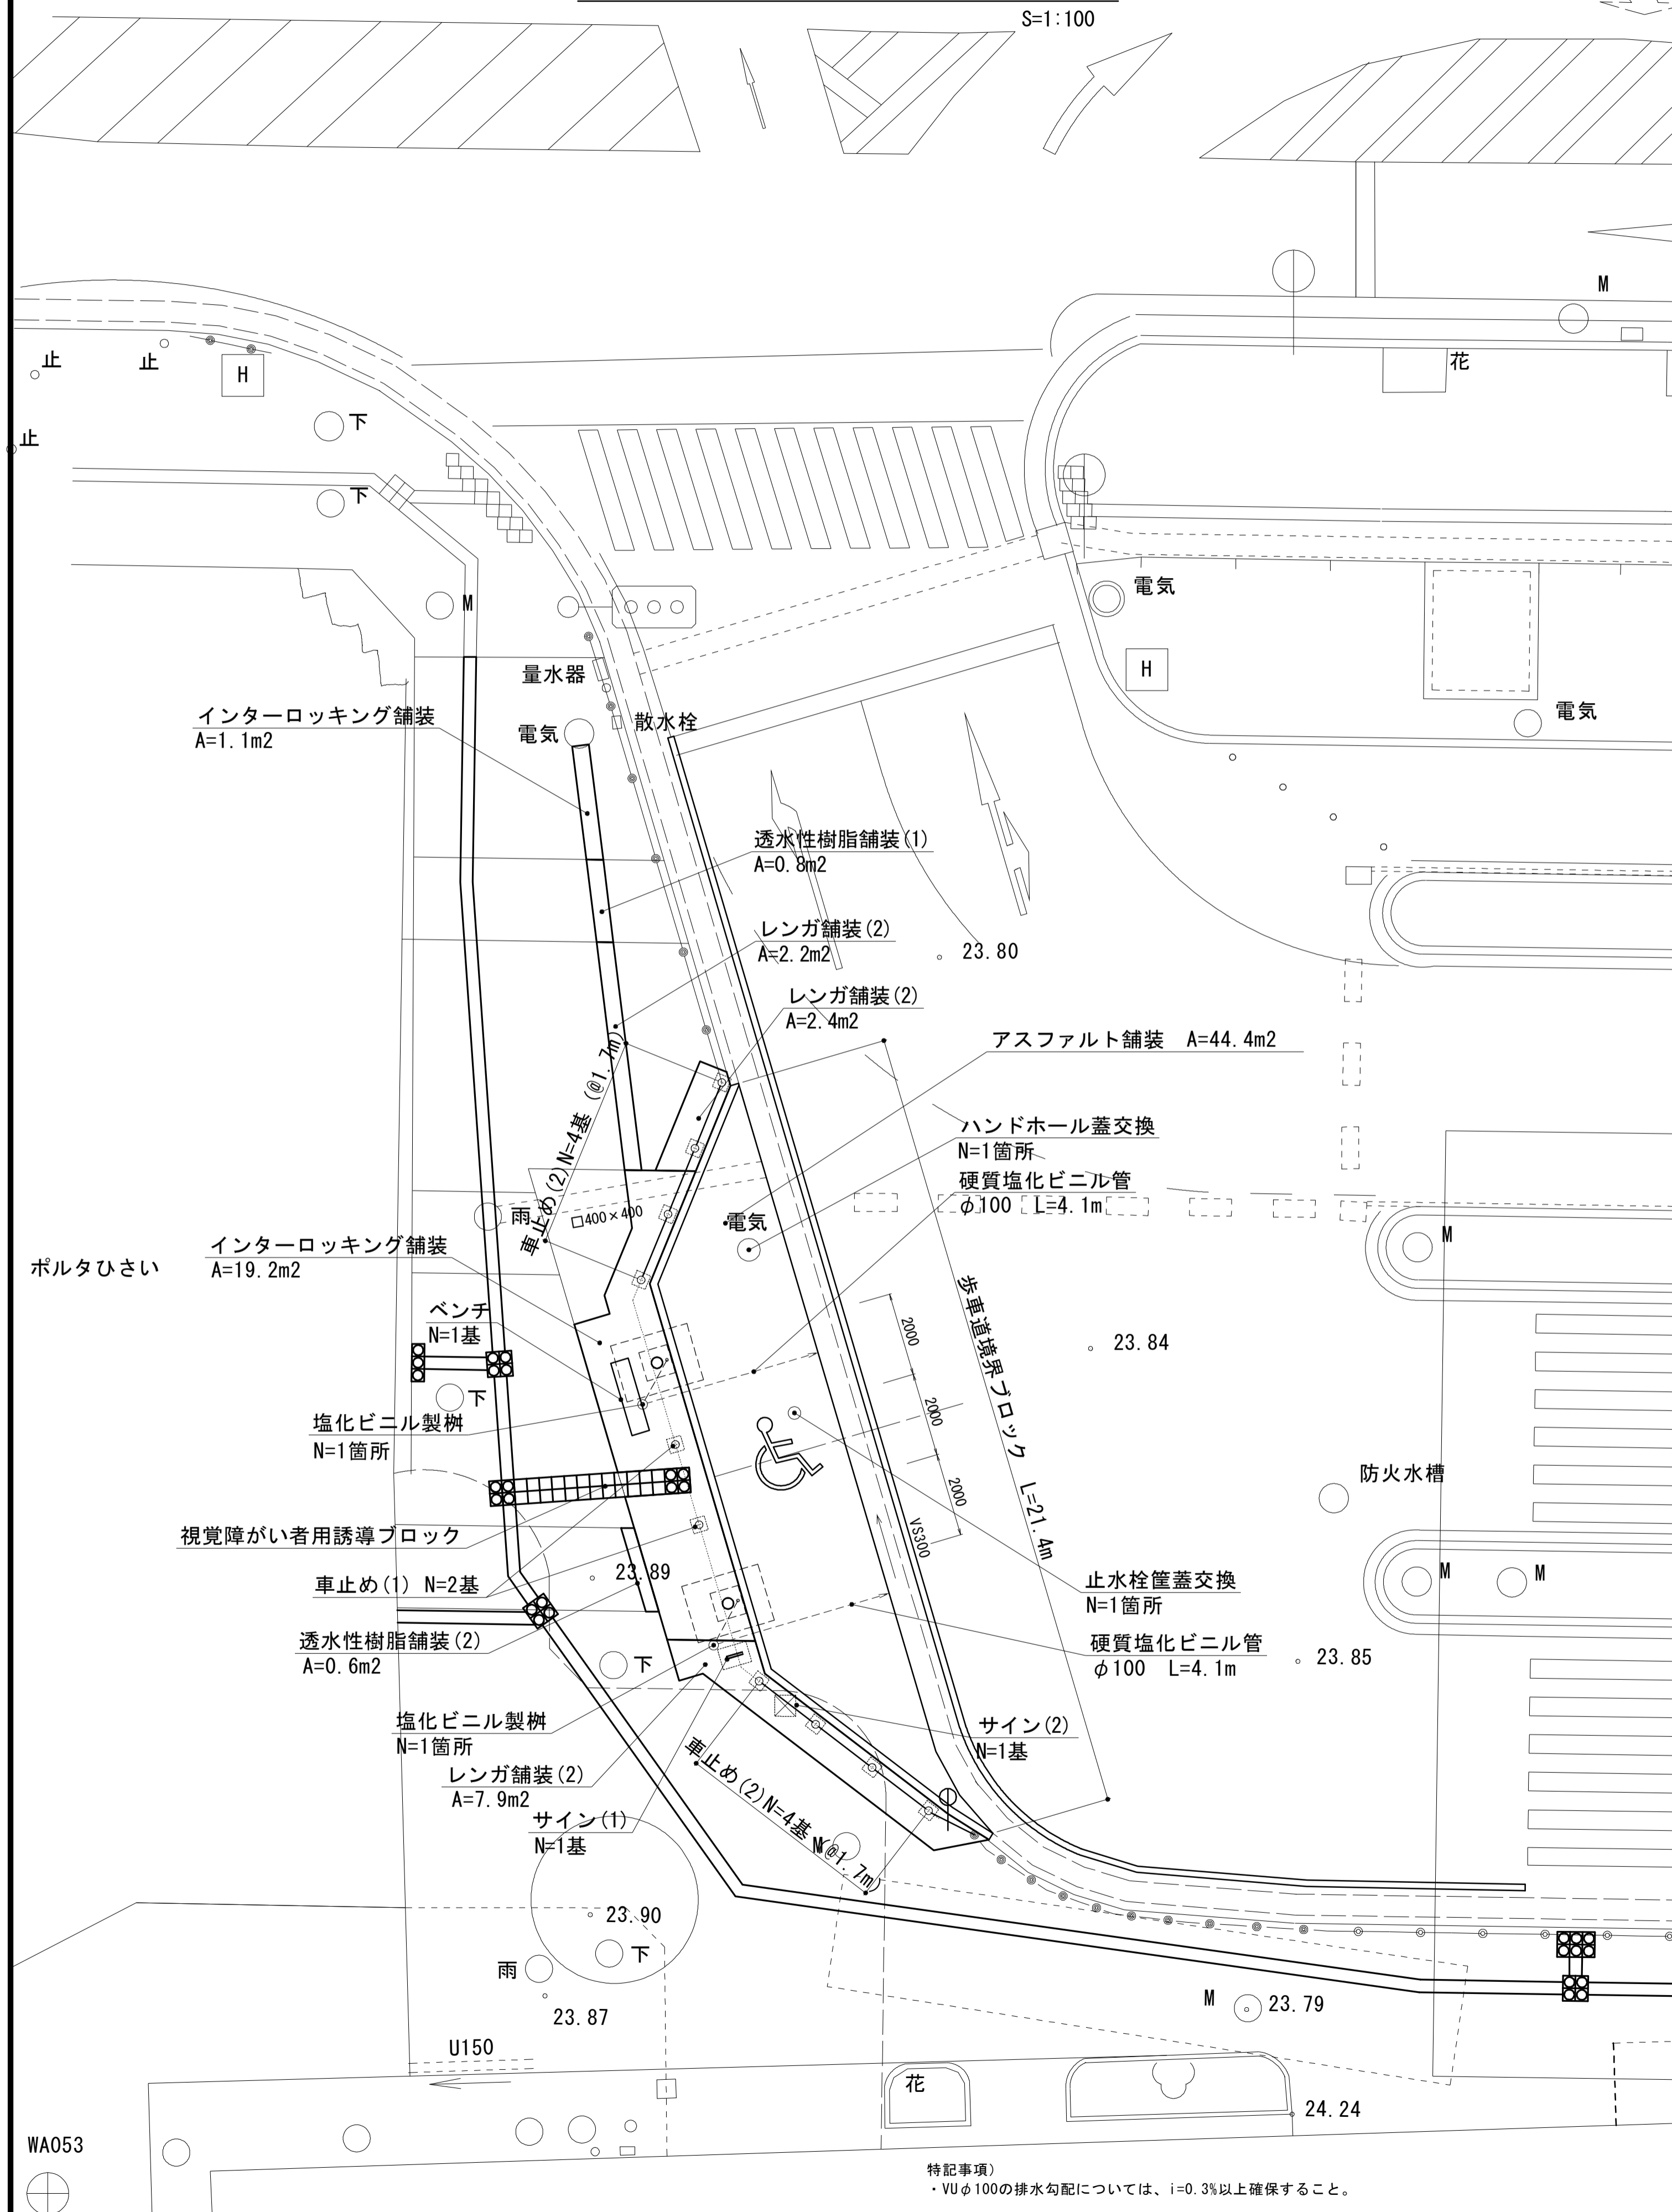 S=1:100
M
止
止
H
花
下
止
下
M
電気
量水器
H
インターロッキング舗装
A=1.1m2
電気
散水栓
電気
透水性樹脂舗装(1)
A=0.8m2
レンガ舗装(2)
A=2.2m2
23.80
レンガ舗装(2)
A=2.4m2
アスファルト舗装 A=44.4m2
車止め(2)N=4基(@1.7m)
ハンドホール蓋交換
N=1箇所
硬質塩化ビニル管
φ100 L=4.1m
雨
□400×400
電気
M
インターロッキング舗装
A=19.2m2
ポルタひさい
ベンチ
N=1基
2000
歩車道境界ブロック L=21.4m
23.84
下
2000
塩化ビニル製桝
N=1箇所
防火水槽
2000
VS300
視覚障がい者用誘導ブロック
23.89
車止め(1) N=2基
止水栓筐蓋交換
N=1箇所
M
M
透水性樹脂舗装(2)
A=0.6m2
下
硬質塩化ビニル管
φ100 L=4.1m
23.85
塩化ビニル製桝
N=1箇所
サイン(2)
N=1基
レンガ舗装(2)
A=7.9m2
車止め(2)N=4基(@1.7m)
サイン(1)
N=1基
M
23.90
下
雨
23.87
M
23.79
U150
花
24.24
WA053
特記事項)
・VUφ100の排水勾配については、i=0.3%以上確保すること。